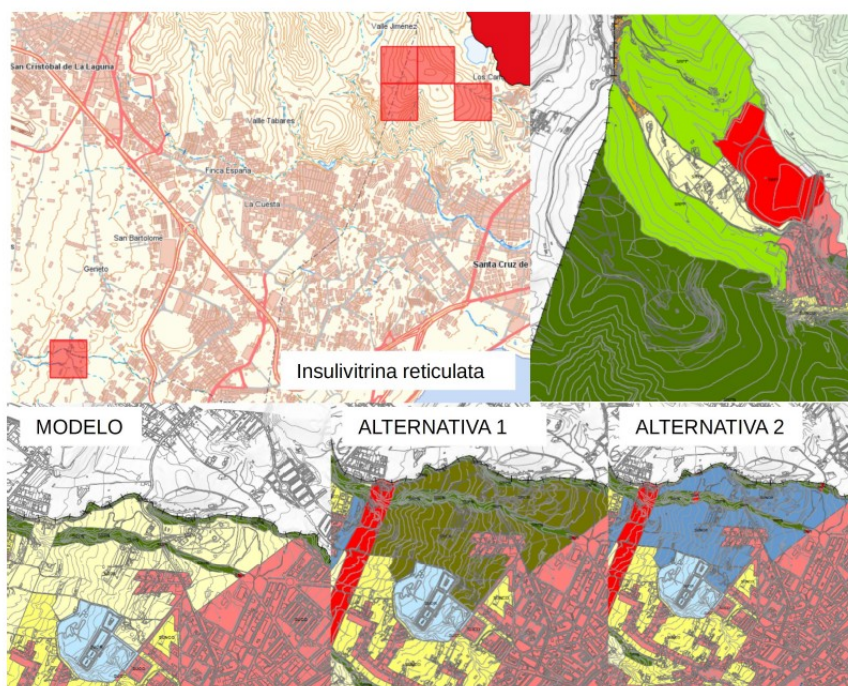 Valle Jiménez
San Cristóbal de La Laguna
Los Cam
Valle Tabares
Finca España
La Cuesta
San Bartolomé
Geneto
Santa Cruz de
Insulivitrina reticulata
MODELO
ALTERNATIVA 1
ALTERNATIVA 2